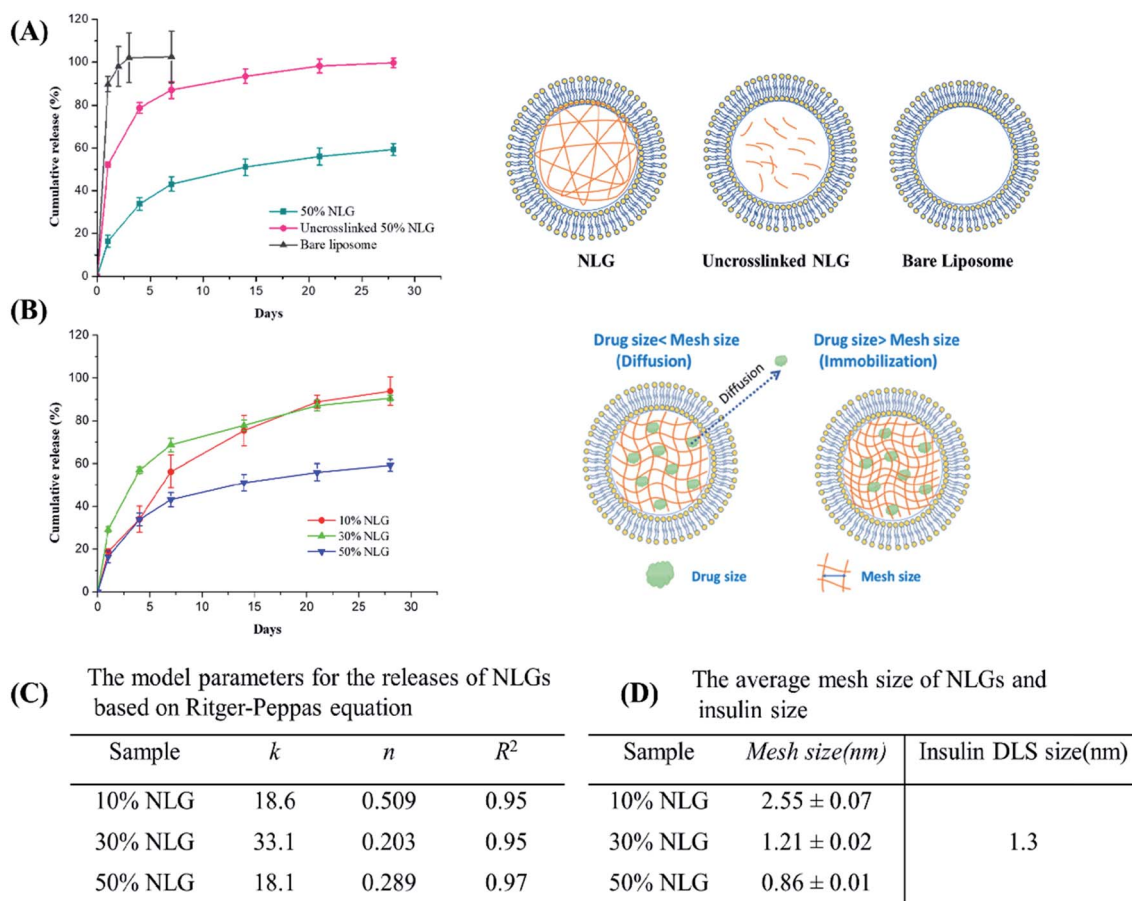 (A)
120
100
80
60
40
20
0
Cumulative release (%)
50% NLG
Uncrosslinked 50% NLG
Bare liposome
0 5 10 15 20 25 30
Days
NLG Uncrosslinked NLG Bare Liposome
(B)
120
100
80
60
40
20
0
Cumulative release (%)
10% NLG
30% NLG
50% NLG
0 5 10 15 20 25 30
Days
Drug size< Mesh size
(Diffusion)
Drug size> Mesh size
(Immobilization)
Diffusion
Drug size
Mesh size
(C) The model parameters for the releases of NLGs
based on Ritger-Peppas equation
Sample k n R²
10% NLG 18.6 0.509 0.95
30% NLG 33.1 0.203 0.95
50% NLG 18.1 0.289 0.97
(D) The average mesh size of NLGs and
insulin size
Sample Mesh size(nm) Insulin DLS size(nm)
10% NLG 2.55 ± 0.07
30% NLG 1.21 ± 0.02 1.3
50% NLG 0.86 ± 0.01